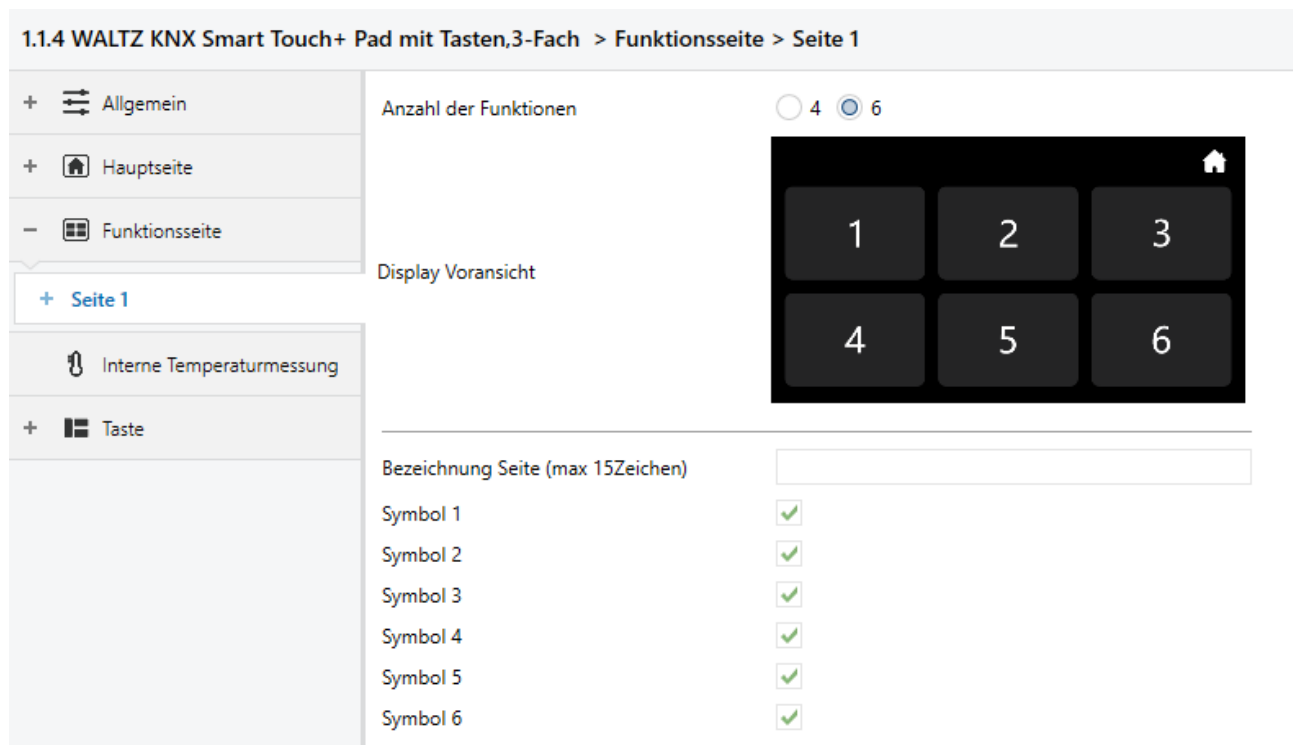 1.1.4 WALTZ KNX Smart Touch+ Pad mit Tasten,3-Fach > Funktionsseite > Seite 1
+ Allgemein
+ Hauptseite
− Funktionsseite
+ Seite 1
Interne Temperaturmessung
+ Taste
Anzahl der Funktionen 4 6
Display Voransicht
1 2 3
4 5 6
Bezeichnung Seite (max 15Zeichen)
Symbol 1
Symbol 2
Symbol 3
Symbol 4
Symbol 5
Symbol 6